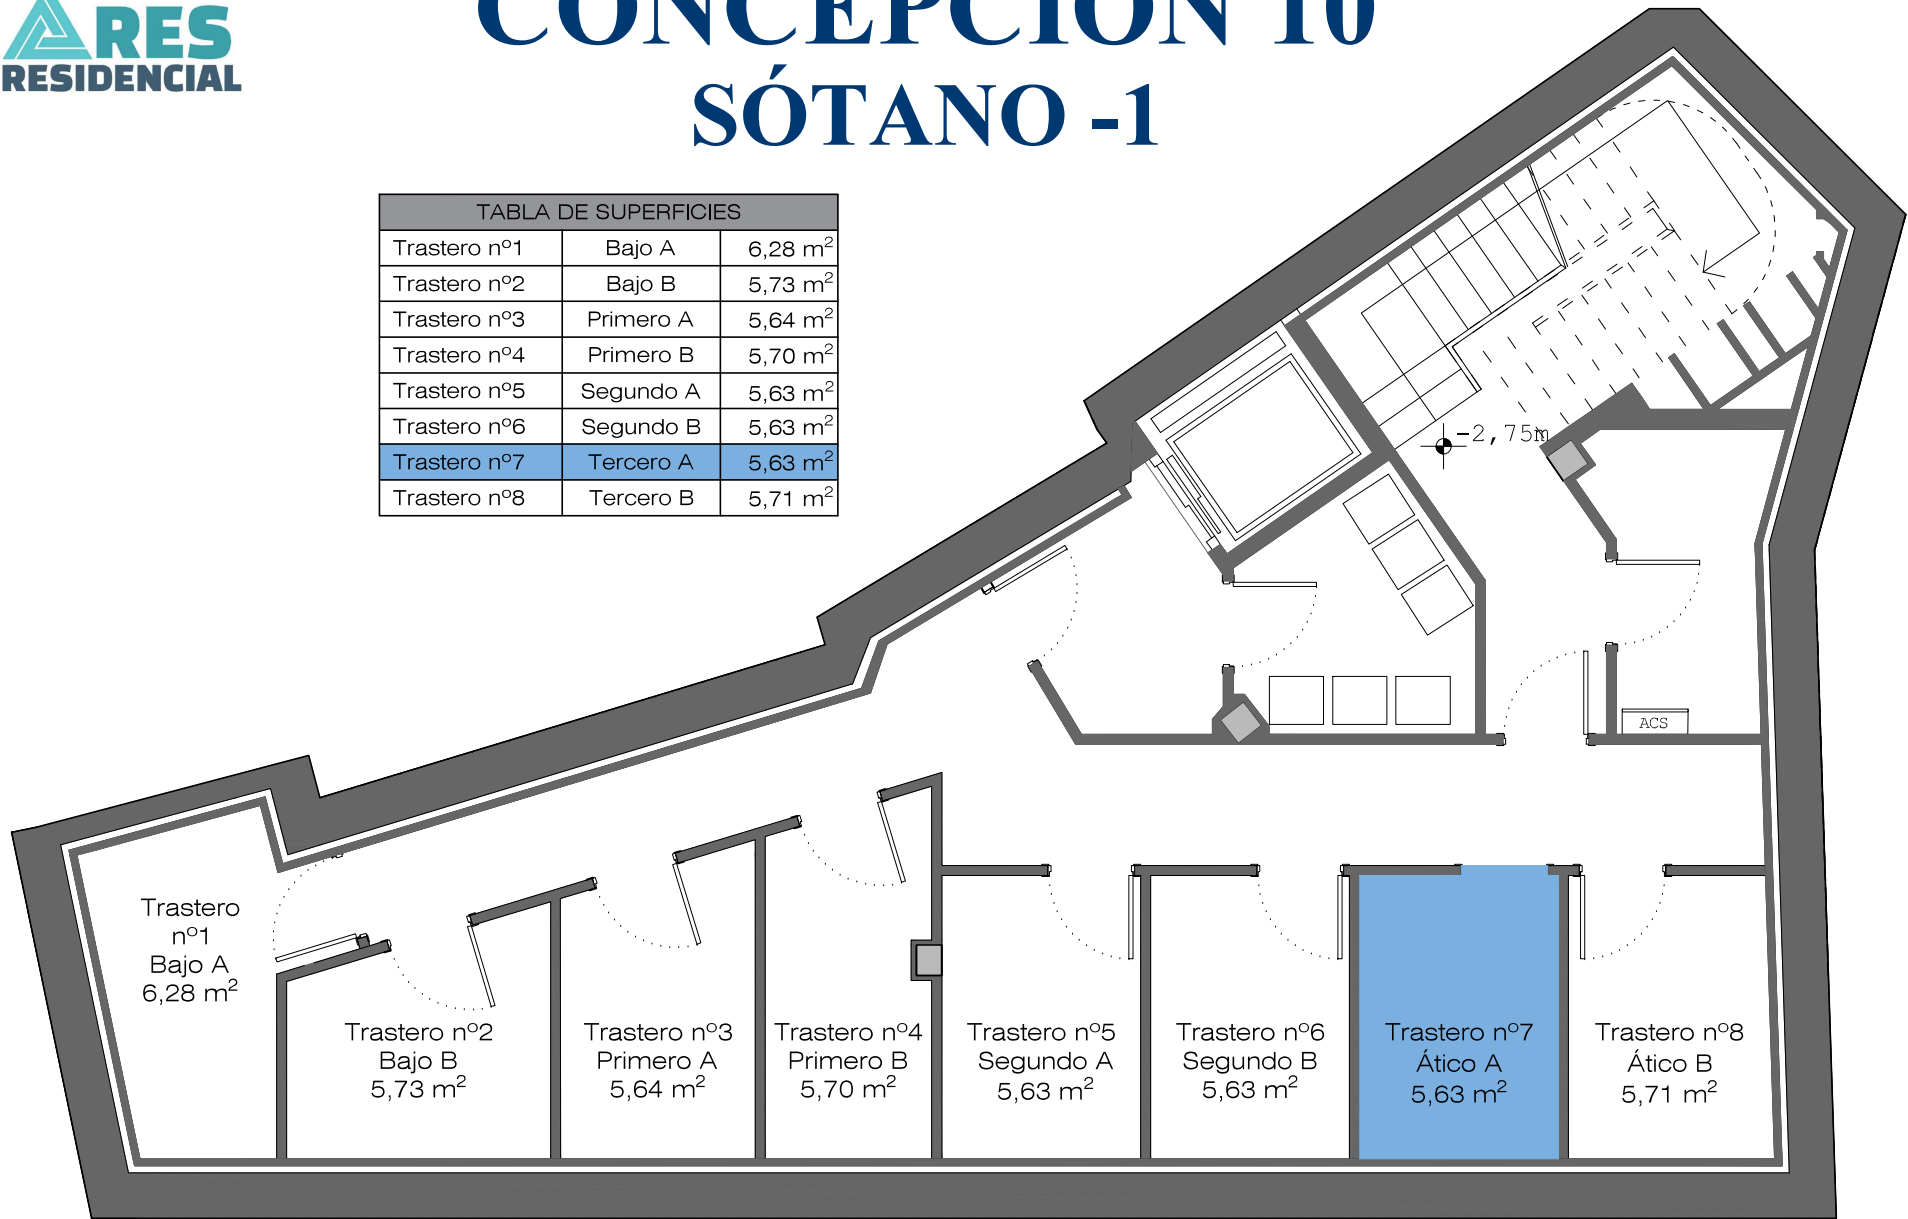 ARES
RESIDENCIAL
CONCEPCIÓN 10
SÓTANO -1
TABLA DE SUPERFICIES
Trastero nº1 Bajo A 6,28 m²
Trastero nº2 Bajo B 5,73 m²
Trastero nº3 Primero A 5,64 m²
Trastero nº4 Primero B 5,70 m²
Trastero nº5 Segundo A 5,63 m²
Trastero nº6 Segundo B 5,63 m²
Trastero nº7 Tercero A 5,63 m²
Trastero nº8 Tercero B 5,71 m²
-2,75m
ACS
Trastero
nº1
Bajo A
6,28 m²
Trastero nº2
Bajo B
5,73 m²
Trastero nº3
Primero A
5,64 m²
Trastero nº4
Primero B
5,70 m²
Trastero nº5
Segundo A
5,63 m²
Trastero nº6
Segundo B
5,63 m²
Trastero nº7
Ático A
5,63 m²
Trastero nº8
Ático B
5,71 m²